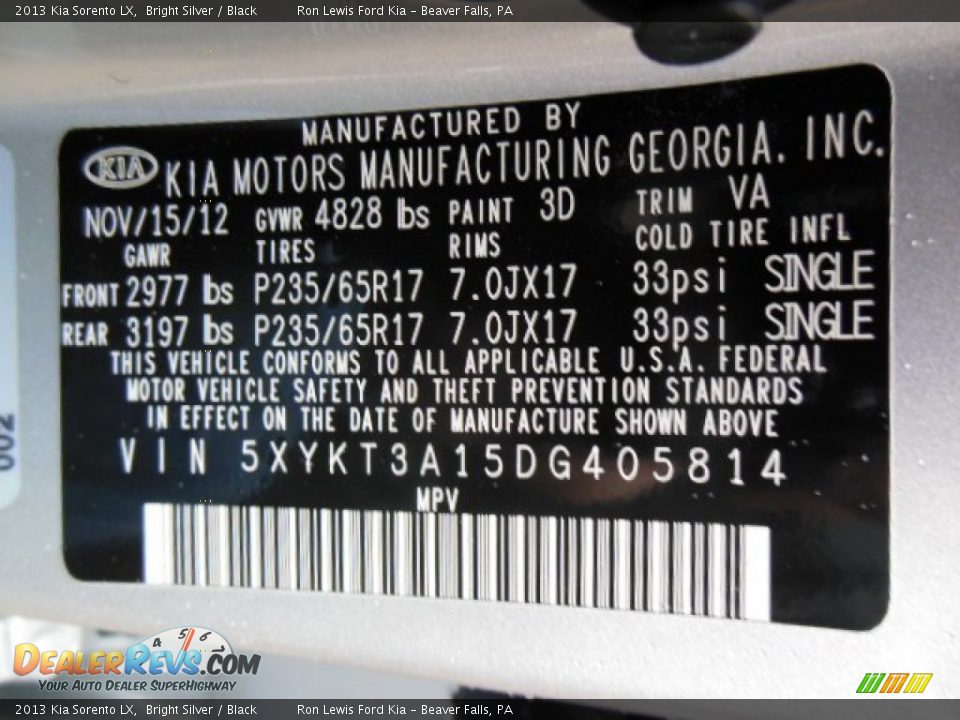 2013 Kia Sorento LX, Bright Silver / Black Ron Lewis Ford Kia - Beaver Falls, PA
MANUFACTURED BY
KIA KIA MOTORS MANUFACTURING GEORGIA. INC.
NOV/15/12 GVWR 4828 lbs PAINT 3D TRIM VA
GAWR TIRES RIMS COLD TIRE INFL
FRONT 2977 lbs P235/65R17 7.0JX17 33psi SINGLE
REAR 3197 lbs P235/65R17 7.0JX17 33psi SINGLE
THIS VEHICLE CONFORMS TO ALL APPLICABLE U.S.A. FEDERAL
MOTOR VEHICLE SAFETY AND THEFT PREVENTION STANDARDS
IN EFFECT ON THE DATE OF MANUFACTURE SHOWN ABOVE
VIN 5XYKT3A15DG405814
MPV
002
4 5 6 7
DEALERREVS.COM
YOUR AUTO DEALER SUPERHIGHWAY
2013 Kia Sorento LX, Bright Silver / Black Ron Lewis Ford Kia - Beaver Falls, PA